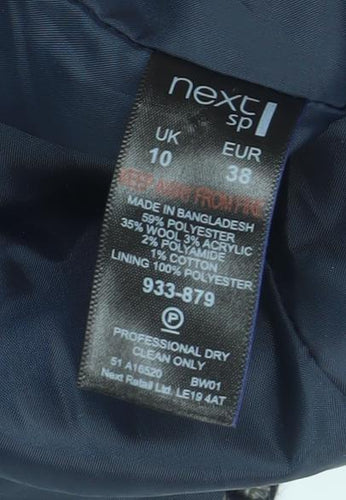 next
sp
UK EUR
10 38
KEEP AWAY FROM FIRE
MADE IN BANGLADESH
59% POLYESTER
35% WOOL 3% ACRYLIC
2% POLYAMIDE
1% COTTON
LINING 100% POLYESTER
933-879
P
PROFESSIONAL DRY
CLEAN ONLY
51 A16520 BW01
Next Retail Ltd. LE19 4AT